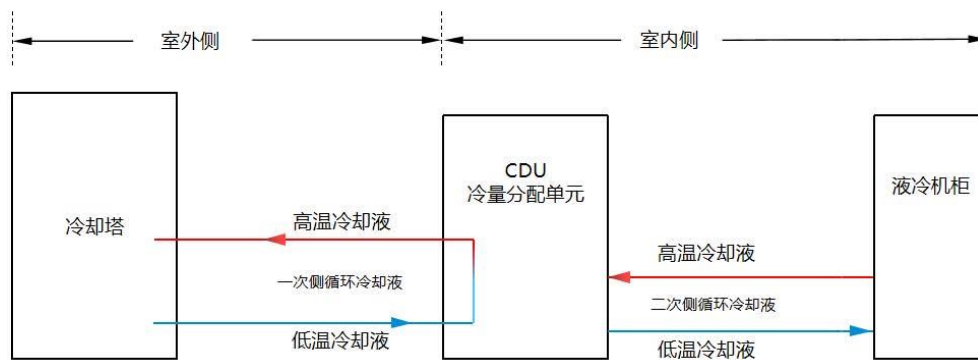 室外侧
室内侧
冷却塔
高温冷却液
一次侧循环冷却液
低温冷却液
CDU
冷量分配单元
高温冷却液
二次侧循环冷却液
低温冷却液
液冷机柜